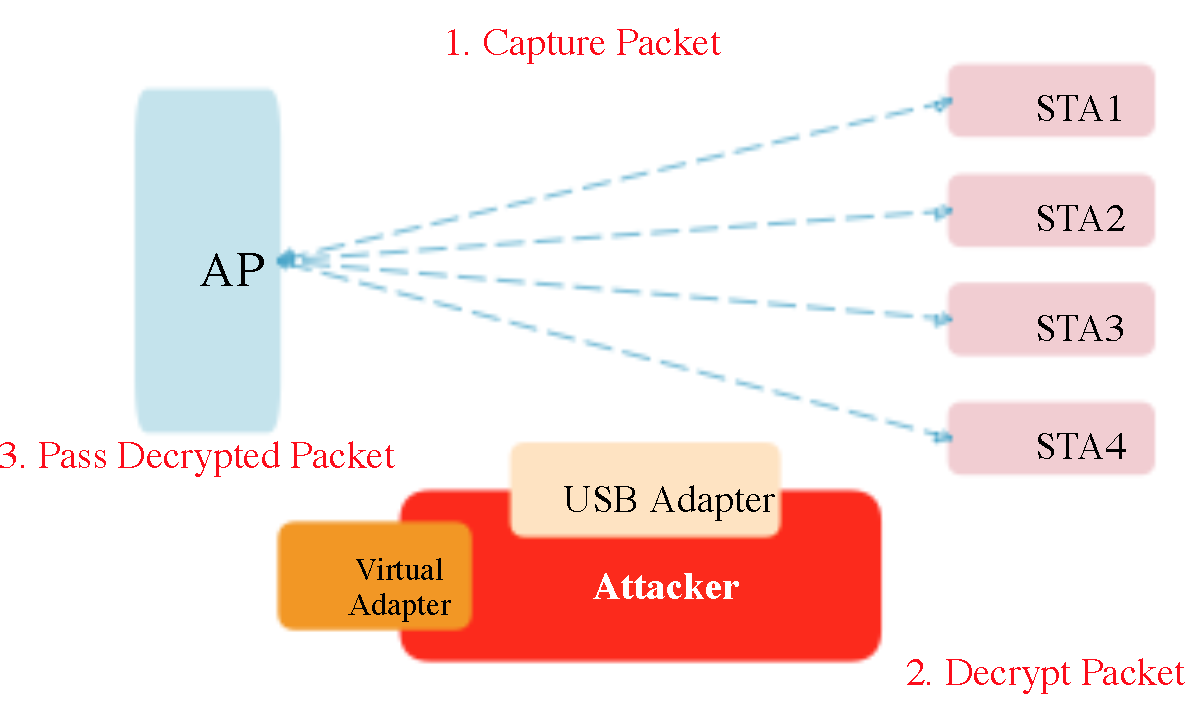 1. Capture Packet
STA1
STA2
AP
STA3
STA4
3. Pass Decrypted Packet
USB Adapter
Virtual
Adapter
Attacker
2. Decrypt Packet